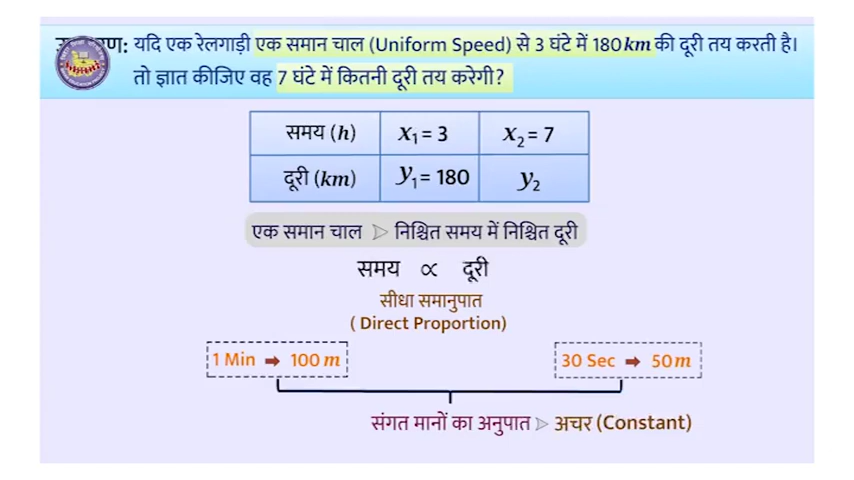 यदि एक रेलगाड़ी एक समान चाल (Uniform Speed) से 3 घंटे में 180km की दूरी तय करती है।
तो ज्ञात कीजिए वह 7 घंटे में कितनी दूरी तय करेगी?
समय (h) x₁ = 3 x₂ = 7
दूरी (km) y₁ = 180 y₂
एक समान चाल ➢ निश्चित समय में निश्चित दूरी
समय ∝ दूरी
सीधा समानुपात
( Direct Proportion)
1 Min ➡ 100 m 30 Sec ➡ 50 m
संगत मानों का अनुपात ➢ अचर (Constant)